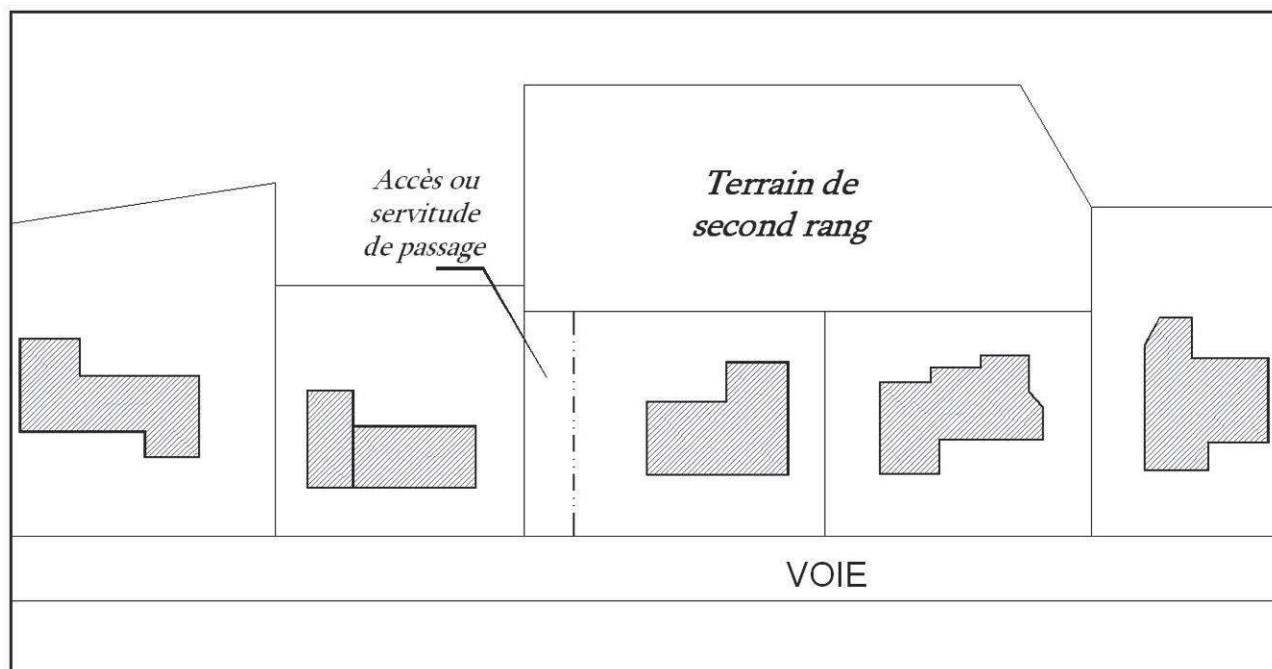 Accès ou
servitude
de passage
Terrain de
second rang
VOIE